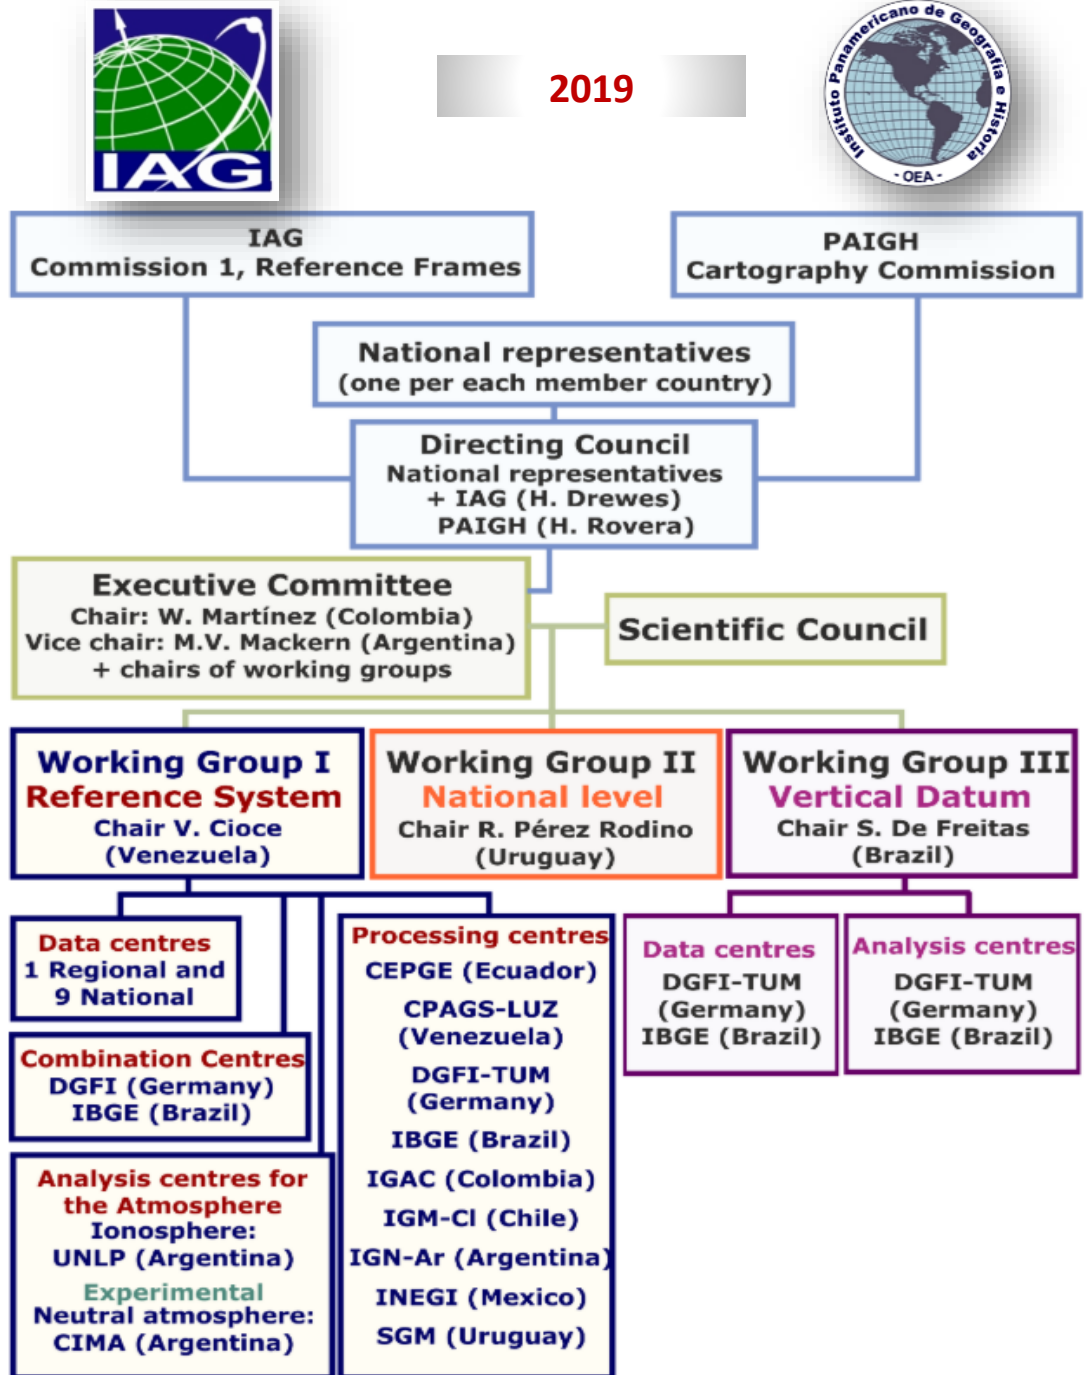 IAG
2019
Instituto Panamericano de Geografía e Historia
- OEA -
IAG
Commission 1, Reference Frames
PAIGH
Cartography Commission
National representatives
(one per each member country)
Directing Council
National representatives
+ IAG (H. Drewes)
PAIGH (H. Rovera)
Executive Committee
Chair: W. Martínez (Colombia)
Vice chair: M.V. Mackern (Argentina)
+ chairs of working groups
Scientific Council
Working Group I
Reference System
Chair V. Cioce
(Venezuela)
Working Group II
National level
Chair R. Pérez Rodino
(Uruguay)
Working Group III
Vertical Datum
Chair S. De Freitas
(Brazil)
Data centres
1 Regional and
9 National
Combination Centres
DGFI (Germany)
IBGE (Brazil)
Analysis centres for
the Atmosphere
Ionosphere:
UNLP (Argentina)
Experimental
Neutral atmosphere:
CIMA (Argentina)
Processing centres
CEPGE (Ecuador)
CPAGS-LUZ
(Venezuela)
DGFI-TUM
(Germany)
IBGE (Brazil)
IGAC (Colombia)
IGM-Cl (Chile)
IGN-Ar (Argentina)
INEGI (Mexico)
SGM (Uruguay)
Data centres
DGFI-TUM
(Germany)
IBGE (Brazil)
Analysis centres
DGFI-TUM
(Germany)
IBGE (Brazil)